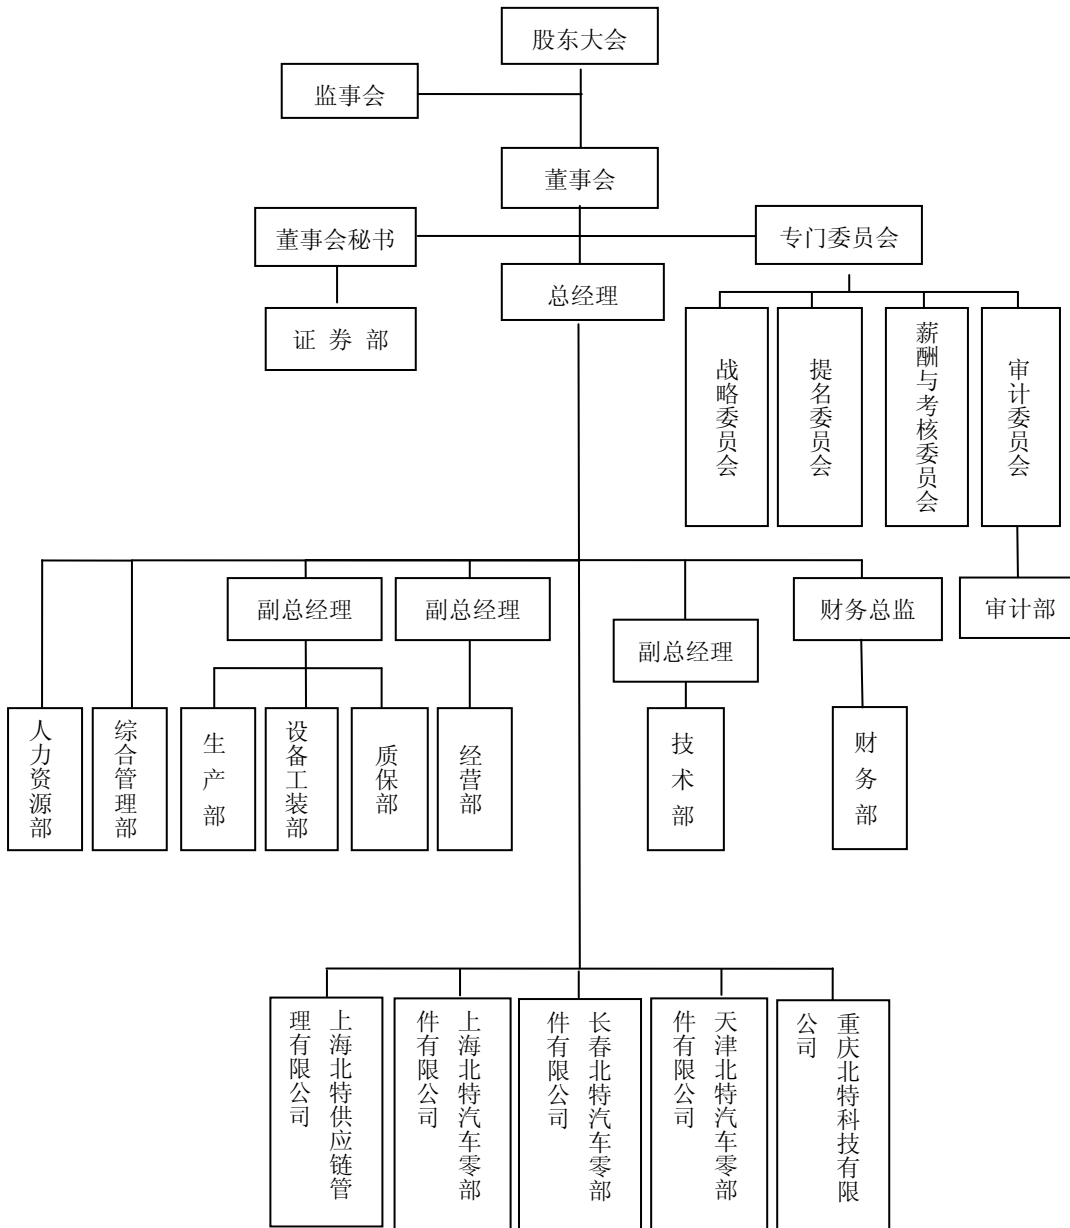 股东大会
监事会
董事会
董事会秘书
专门委员会
总经理
证 券 部
战略委员会
提名委员会
薪酬与考核委员会
审计委员会
副总经理
副总经理
副总经理
财务总监
审计部
人力资源部
综合管理部
生产部
设备工装部
质保部
经营部
技术部
财务部
上海北特供应链管
理有限公司
上海北特汽车零部
件有限公司
长春北特汽车零部
件有限公司
天津北特汽车零部
件有限公司
重庆北特科技有限
公司